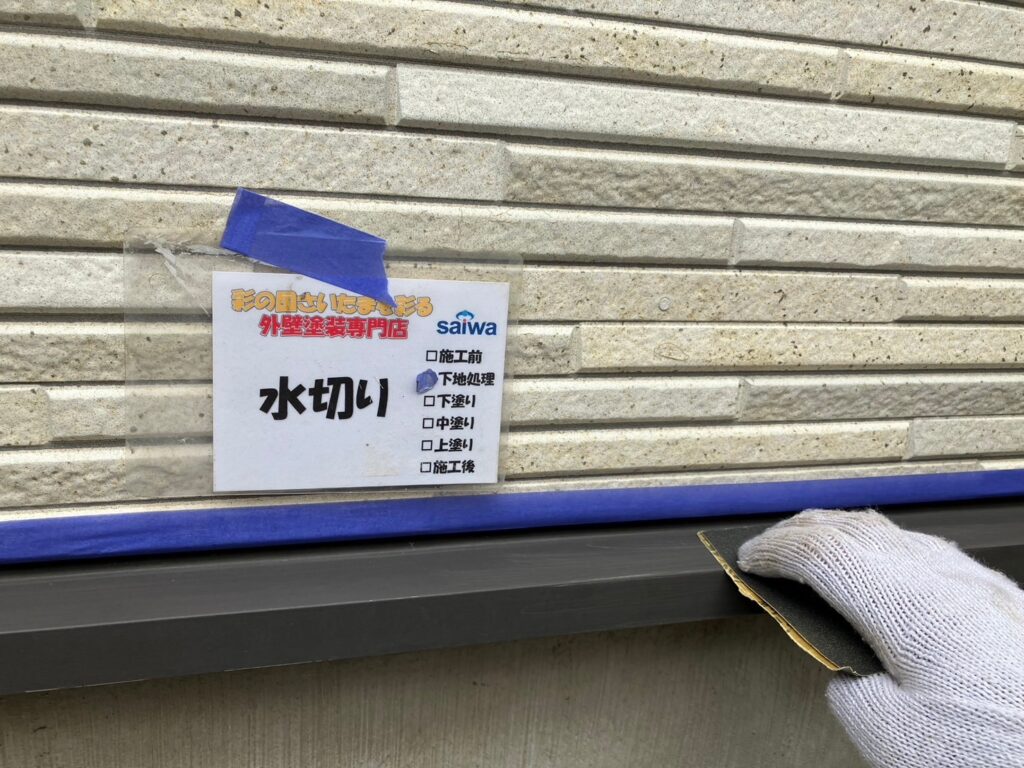 彩の国さいたまを彩る
外壁塗装専門店
saiwa
水切り
□施工前
下地処理
□下塗り
□中塗り
□上塗り
□施工後